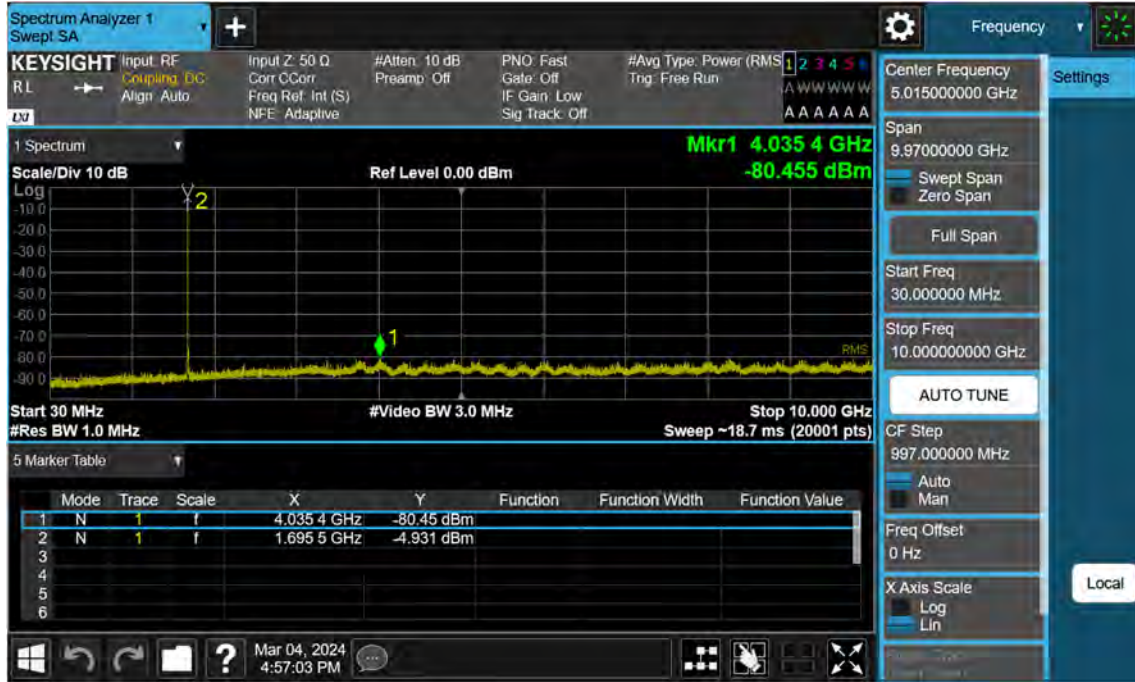 Spectrum Analyzer 1
Swept SA
+
Frequency
KEYSIGHT
RL
LXI
Input: RF
Coupling: DC
Align: Auto
Input Z: 50 Ω
Corr CCorr
Freq Ref: Int (S)
NFE: Adaptive
#Atten: 10 dB
Preamp: Off
PNO: Fast
Gate: Off
IF Gain: Low
Sig Track: Off
#Avg Type: Power (RMS
Trig: Free Run
1 2 3 4 5 6
A W W W W W
A A A A A A
1 Spectrum
Scale/Div 10 dB
Ref Level 0.00 dBm
Mkr1 4.035 4 GHz
-80.455 dBm
Log
-10.0
-20.0
-30.0
-40.0
-50.0
-60.0
-70.0
-80.0
-90.0
2
1
RMS
Start 30 MHz
#Video BW 3.0 MHz
Stop 10.000 GHz
#Res BW 1.0 MHz
Sweep ~18.7 ms (20001 pts)
5 Marker Table
Mode Trace Scale X Y Function Function Width Function Value
1 N 1 f 4.035 4 GHz -80.45 dBm
2 N 1 f 1.695 5 GHz -4.931 dBm
3
4
5
6
?
Mar 04, 2024
4:57:03 PM
Center Frequency
5.015000000 GHz
Span
9.97000000 GHz
Swept Span
Zero Span
Full Span
Start Freq
30.000000 MHz
Stop Freq
10.000000000 GHz
AUTO TUNE
CF Step
997.000000 MHz
Auto
Man
Freq Offset
0 Hz
X Axis Scale
Log
Lin
Settings
Local